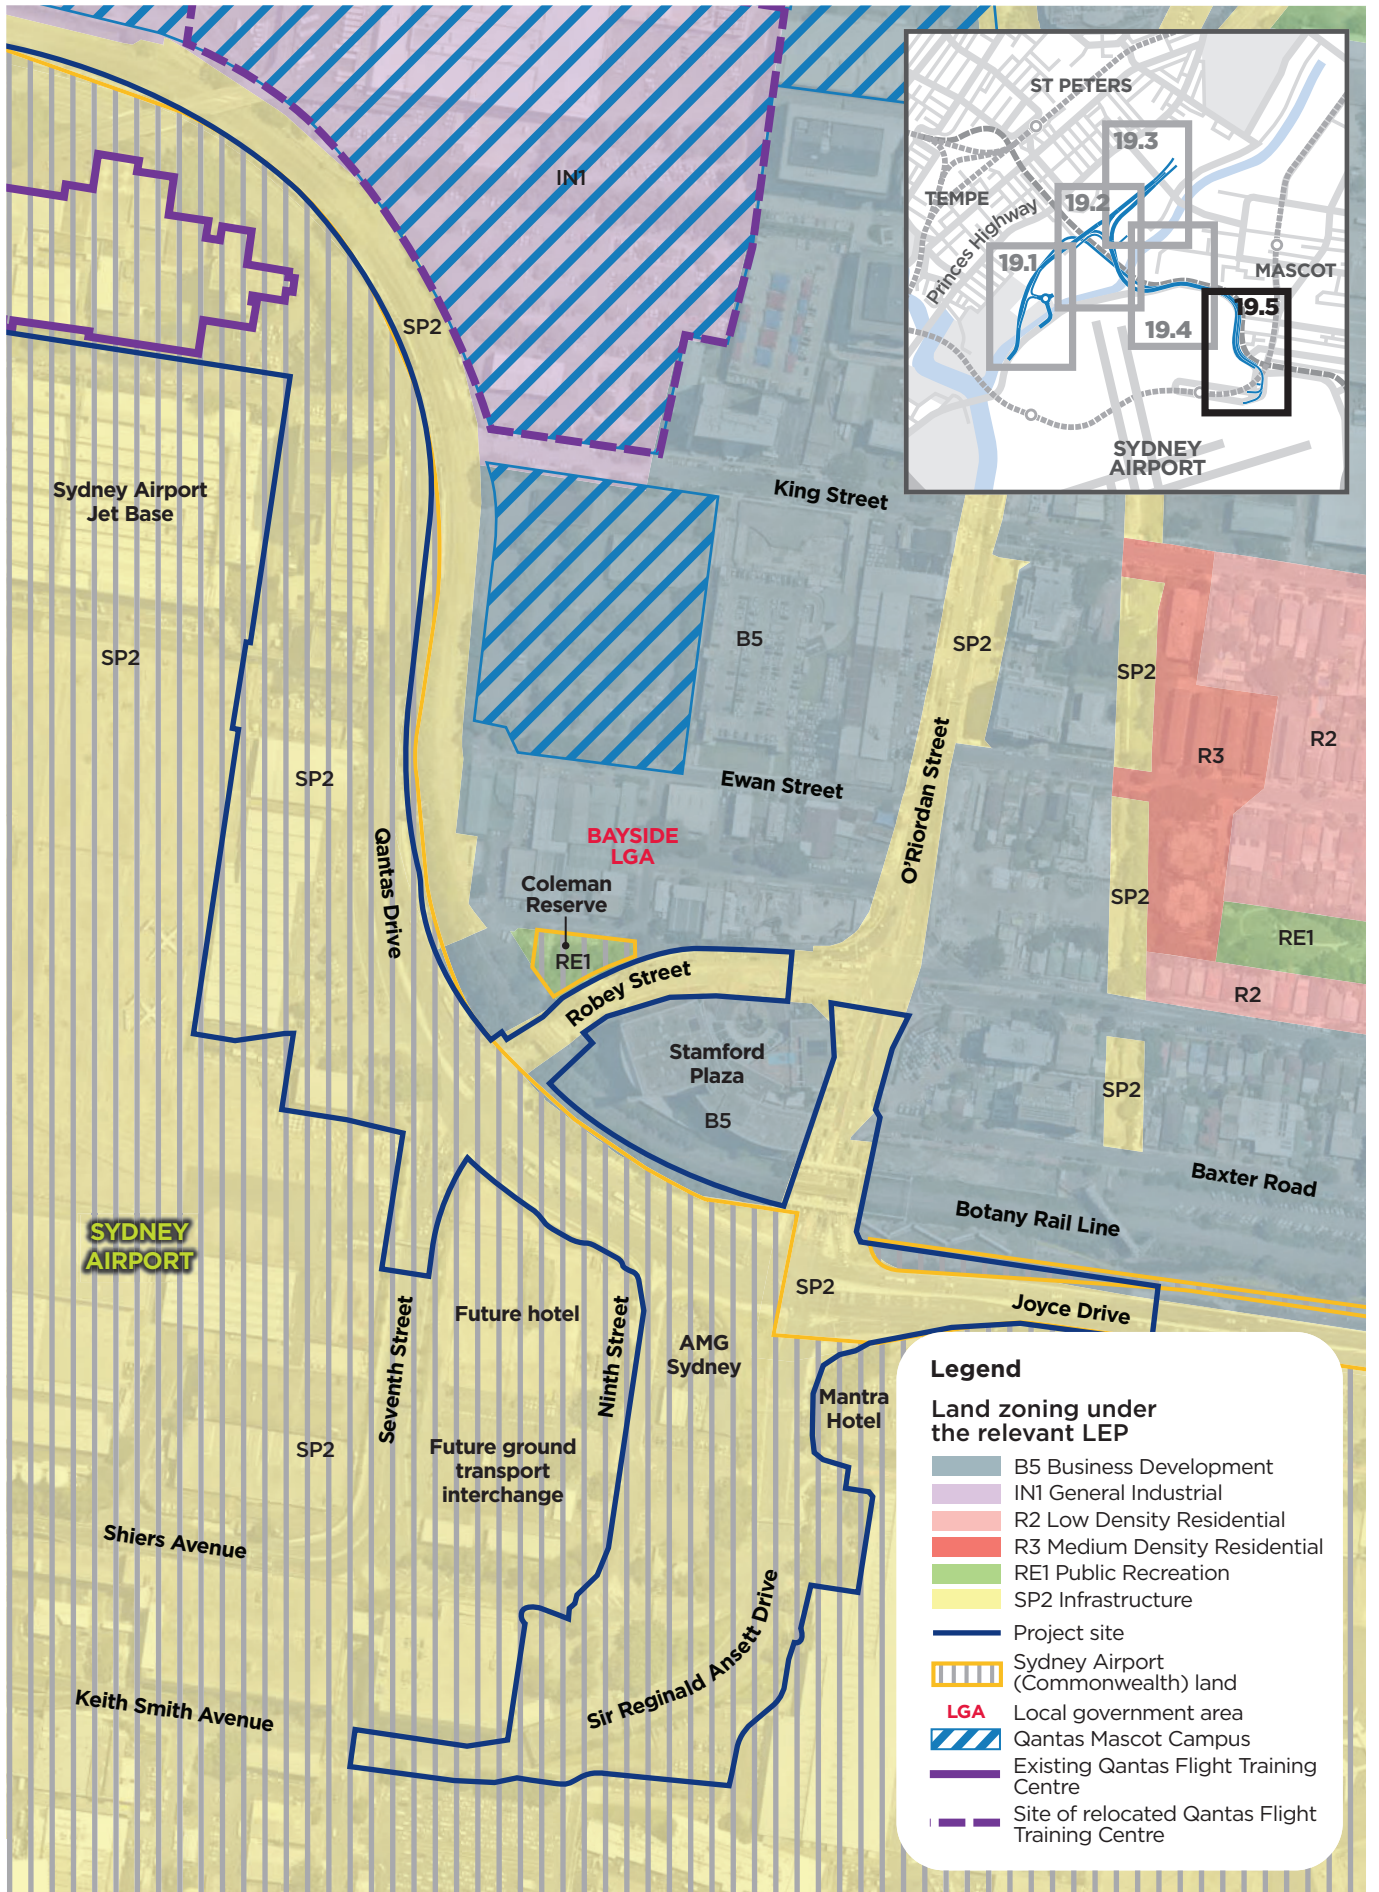 ST PETERS
19.3
TEMPE
19.2
Princes Highway
19.1
MASCOT
19.5
19.4
SYDNEY
AIRPORT
IN1
SP2
Sydney Airport
Jet Base
King Street
SP2
B5
SP2
SP2
R2
R3
SP2
Ewan Street
O'Riordan Street
BAYSIDE
LGA
Qantas Drive
Coleman
Reserve
SP2
RE1
RE1
Robey Street
R2
Stamford
Plaza
SP2
B5
Baxter Road
Botany Rail Line
SYDNEY
AIRPORT
SP2
Joyce Drive
Future hotel
Seventh Street
Ninth Street
AMG
Sydney
Mantra
Hotel
SP2
Future ground
transport
interchange
Shiers Avenue
Sir Reginald Ansett Drive
Keith Smith Avenue
Legend
Land zoning under
the relevant LEP
B5 Business Development
IN1 General Industrial
R2 Low Density Residential
R3 Medium Density Residential
RE1 Public Recreation
SP2 Infrastructure
Project site
Sydney Airport
(Commonwealth) land
LGA Local government area
Qantas Mascot Campus
Existing Qantas Flight Training
Centre
Site of relocated Qantas Flight
Training Centre